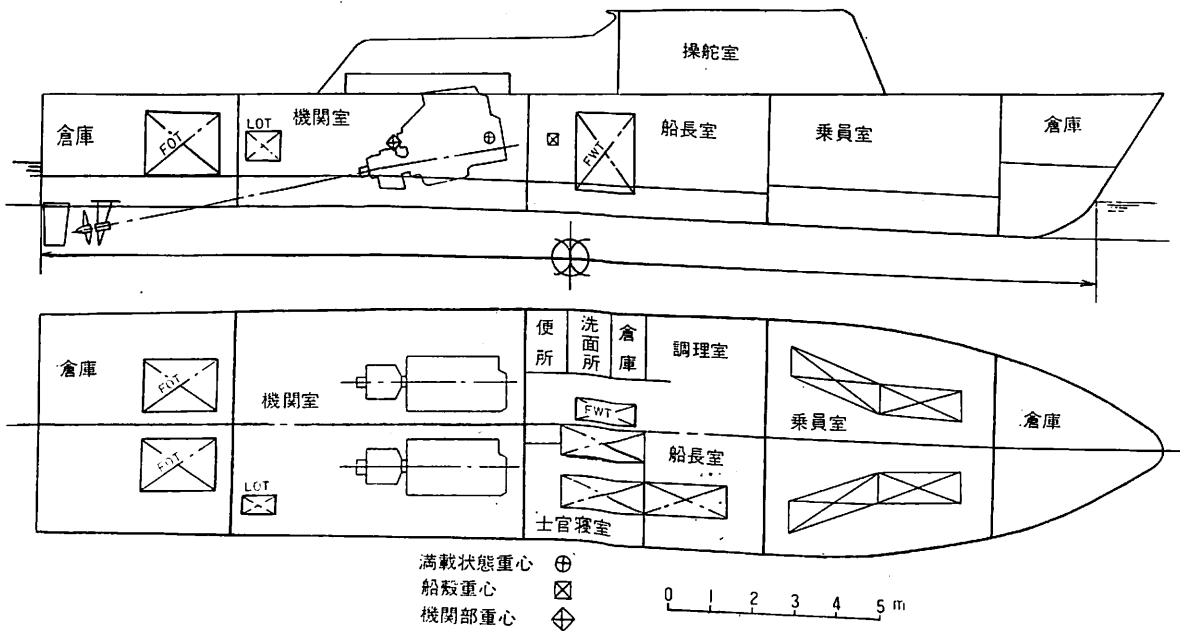 操舵室
倉庫
FOT
LOT
機関室
FWT
船長室
乗員室
倉庫
倉庫
FOT
FOT
LOT
機関室
便所
洗面所
倉庫
調理室
FWT
船長室
士官寝室
乗員室
倉庫
満載状態重心
船殻重心
機関部重心
0 1 2 3 4 5 m